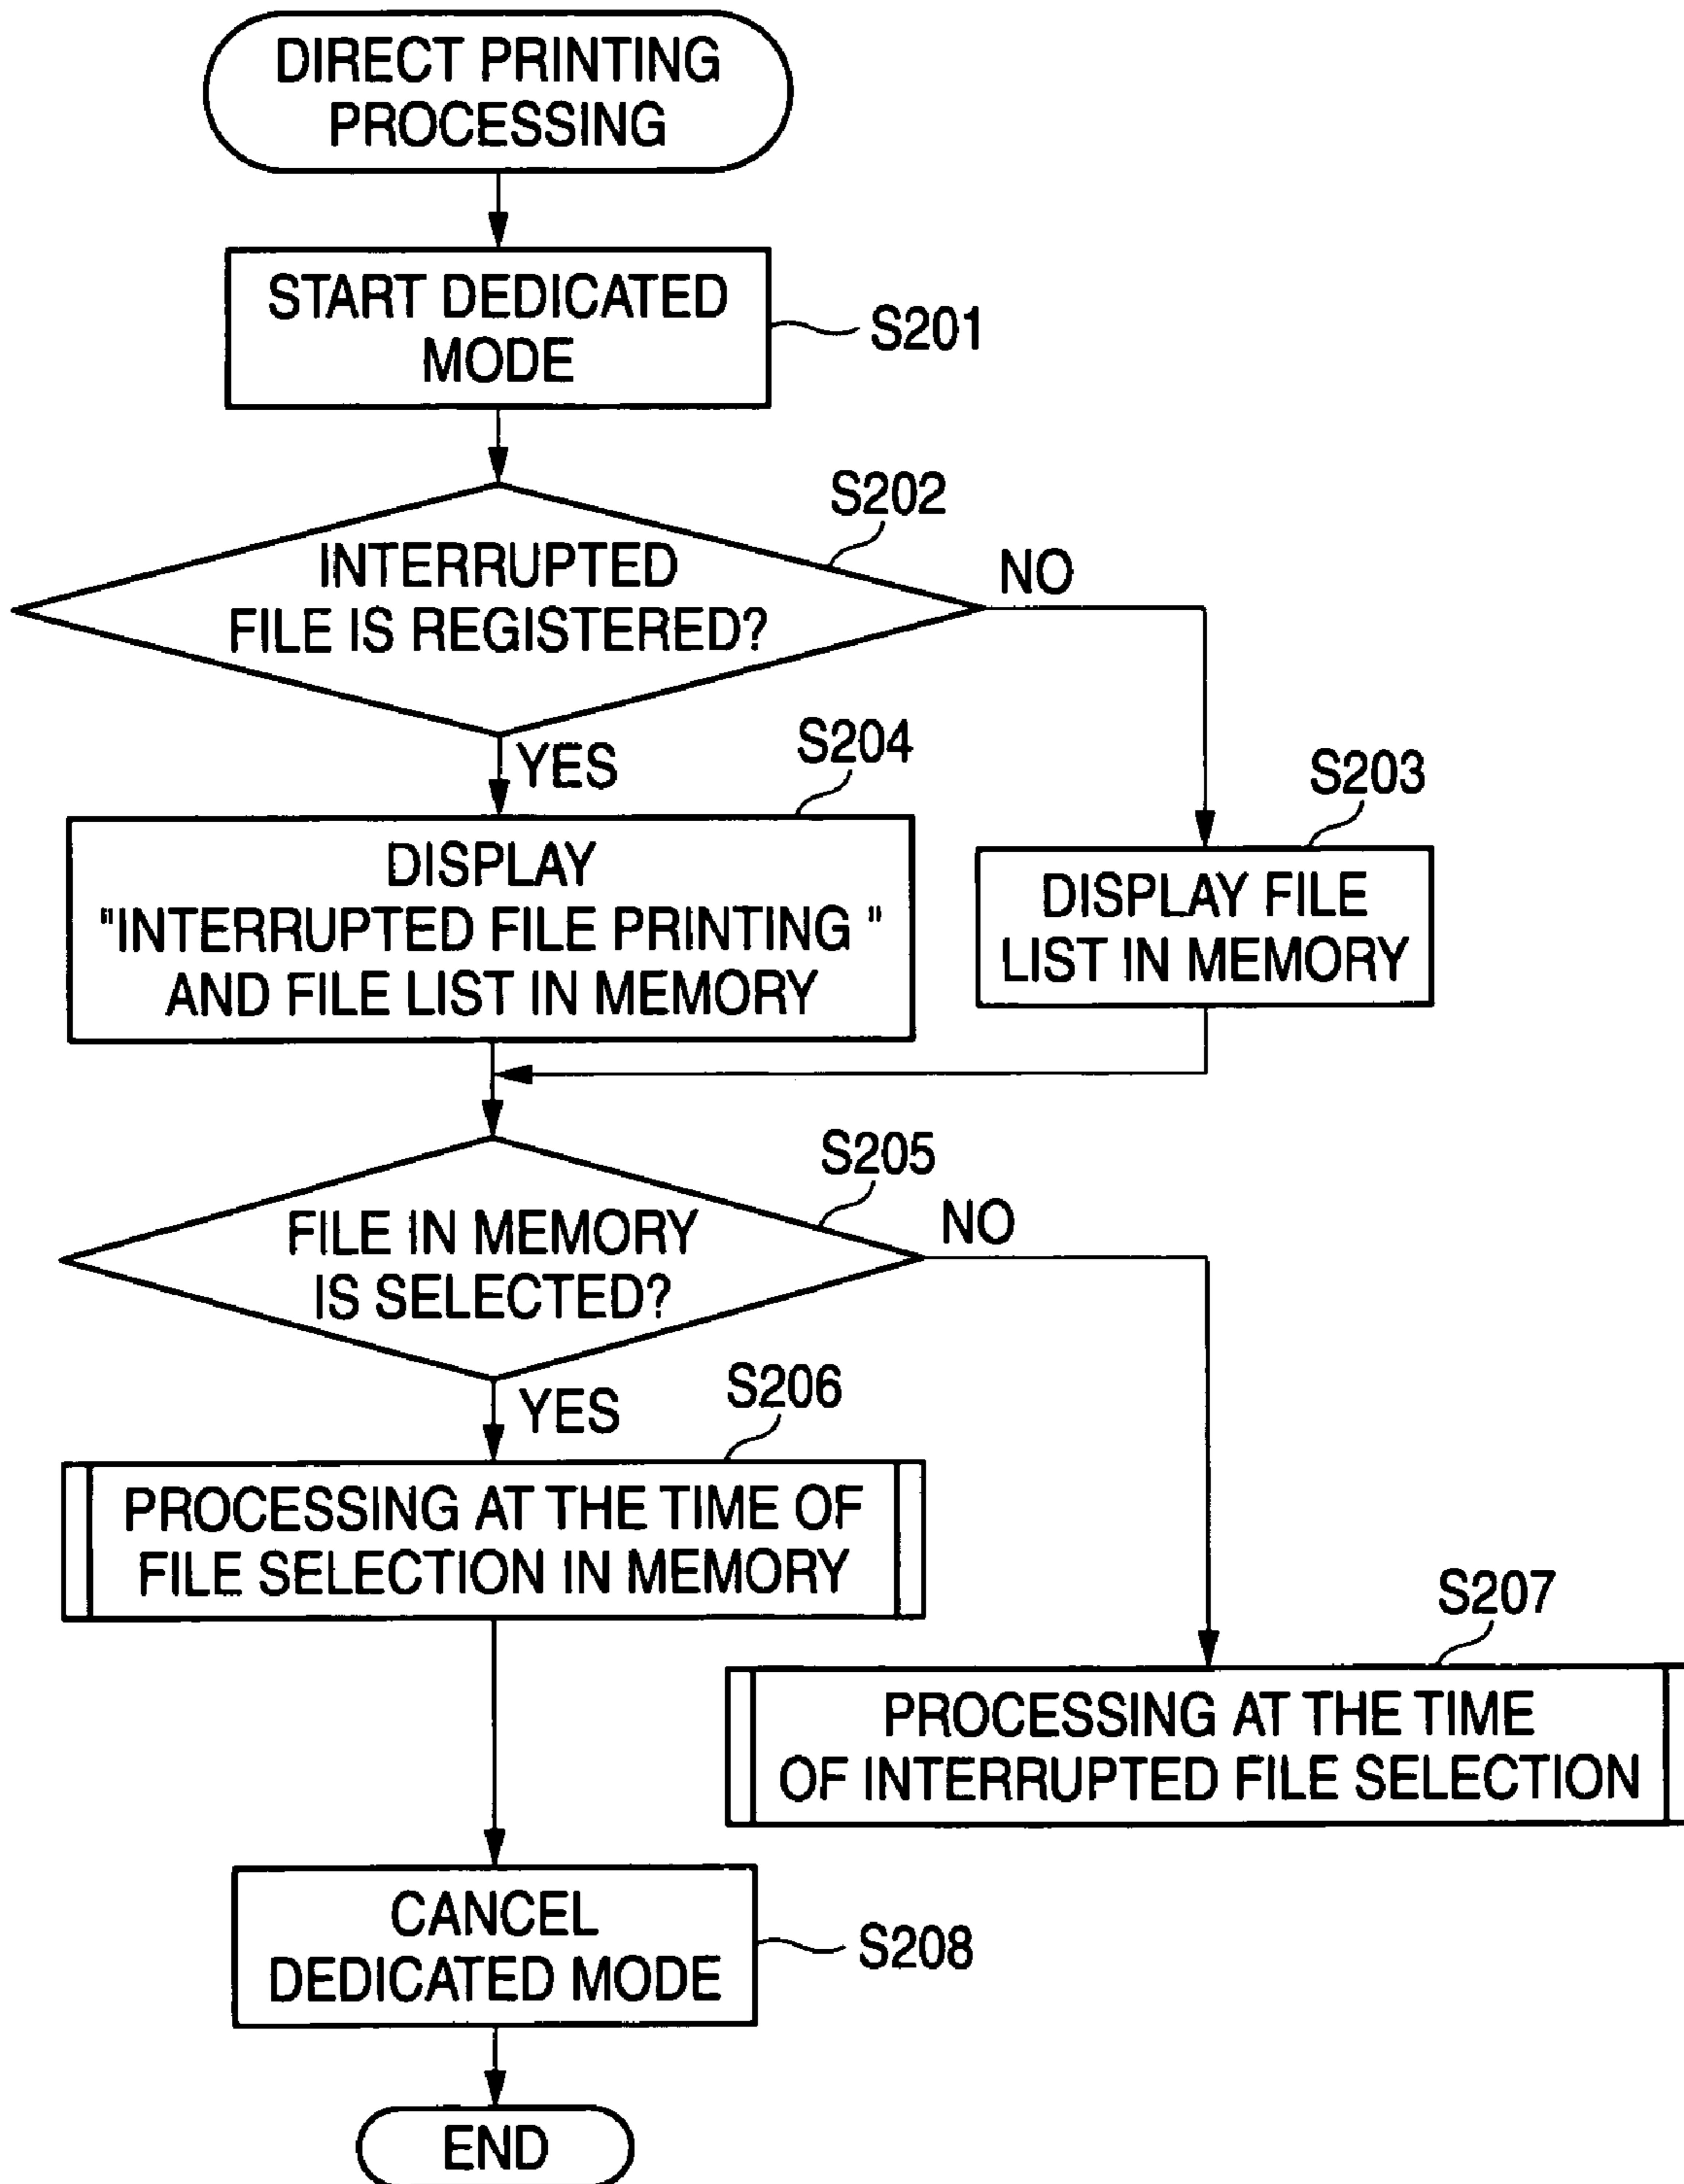 DIRECT PRINTING
PROCESSING
START DEDICATED
MODE
S201
S202
INTERRUPTED
FILE IS REGISTERED?
NO
YES
S204
S203
DISPLAY
"INTERRUPTED FILE PRINTING "
AND FILE LIST IN MEMORY
DISPLAY FILE
LIST IN MEMORY
S205
FILE IN MEMORY
IS SELECTED?
NO
YES
S206
PROCESSING AT THE TIME OF
FILE SELECTION IN MEMORY
S207
PROCESSING AT THE TIME
OF INTERRUPTED FILE SELECTION
CANCEL
DEDICATED MODE
S208
END